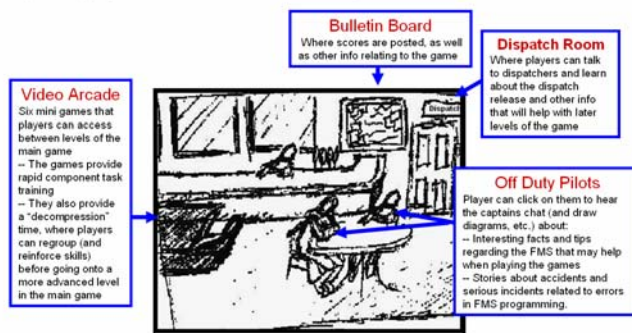 Bulletin Board
Where scores are posted, as well
as other info relating to the game
Dispatch Room
Where players can talk
to dispatchers and learn
about the dispatch
release and other info
that will help with later
levels of the game
Video Arcade
Six mini games that
players can access
between levels of the
main game
-- The games provide
rapid component task
training
-- They also provide
a "decompression"
time, where players
can regroup (and
reinforce skills)
before going onto a
more advanced level
in the main game
Dispatch
Off Duty Pilots
Player can click on them to hear
the captains chat (and draw
diagrams, etc.) about:
-- Interesting facts and tips
regarding the FMS that may help
when playing the games
-- Stories about accidents and
serious incidents related to errors
in FMS programming.